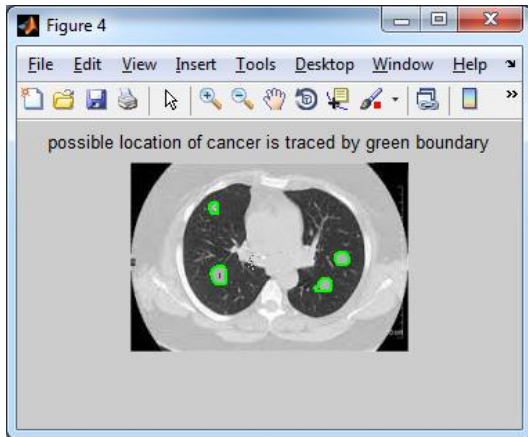 Figure 4
File Edit View Insert Tools Desktop Window Help
possible location of cancer is traced by green boundary